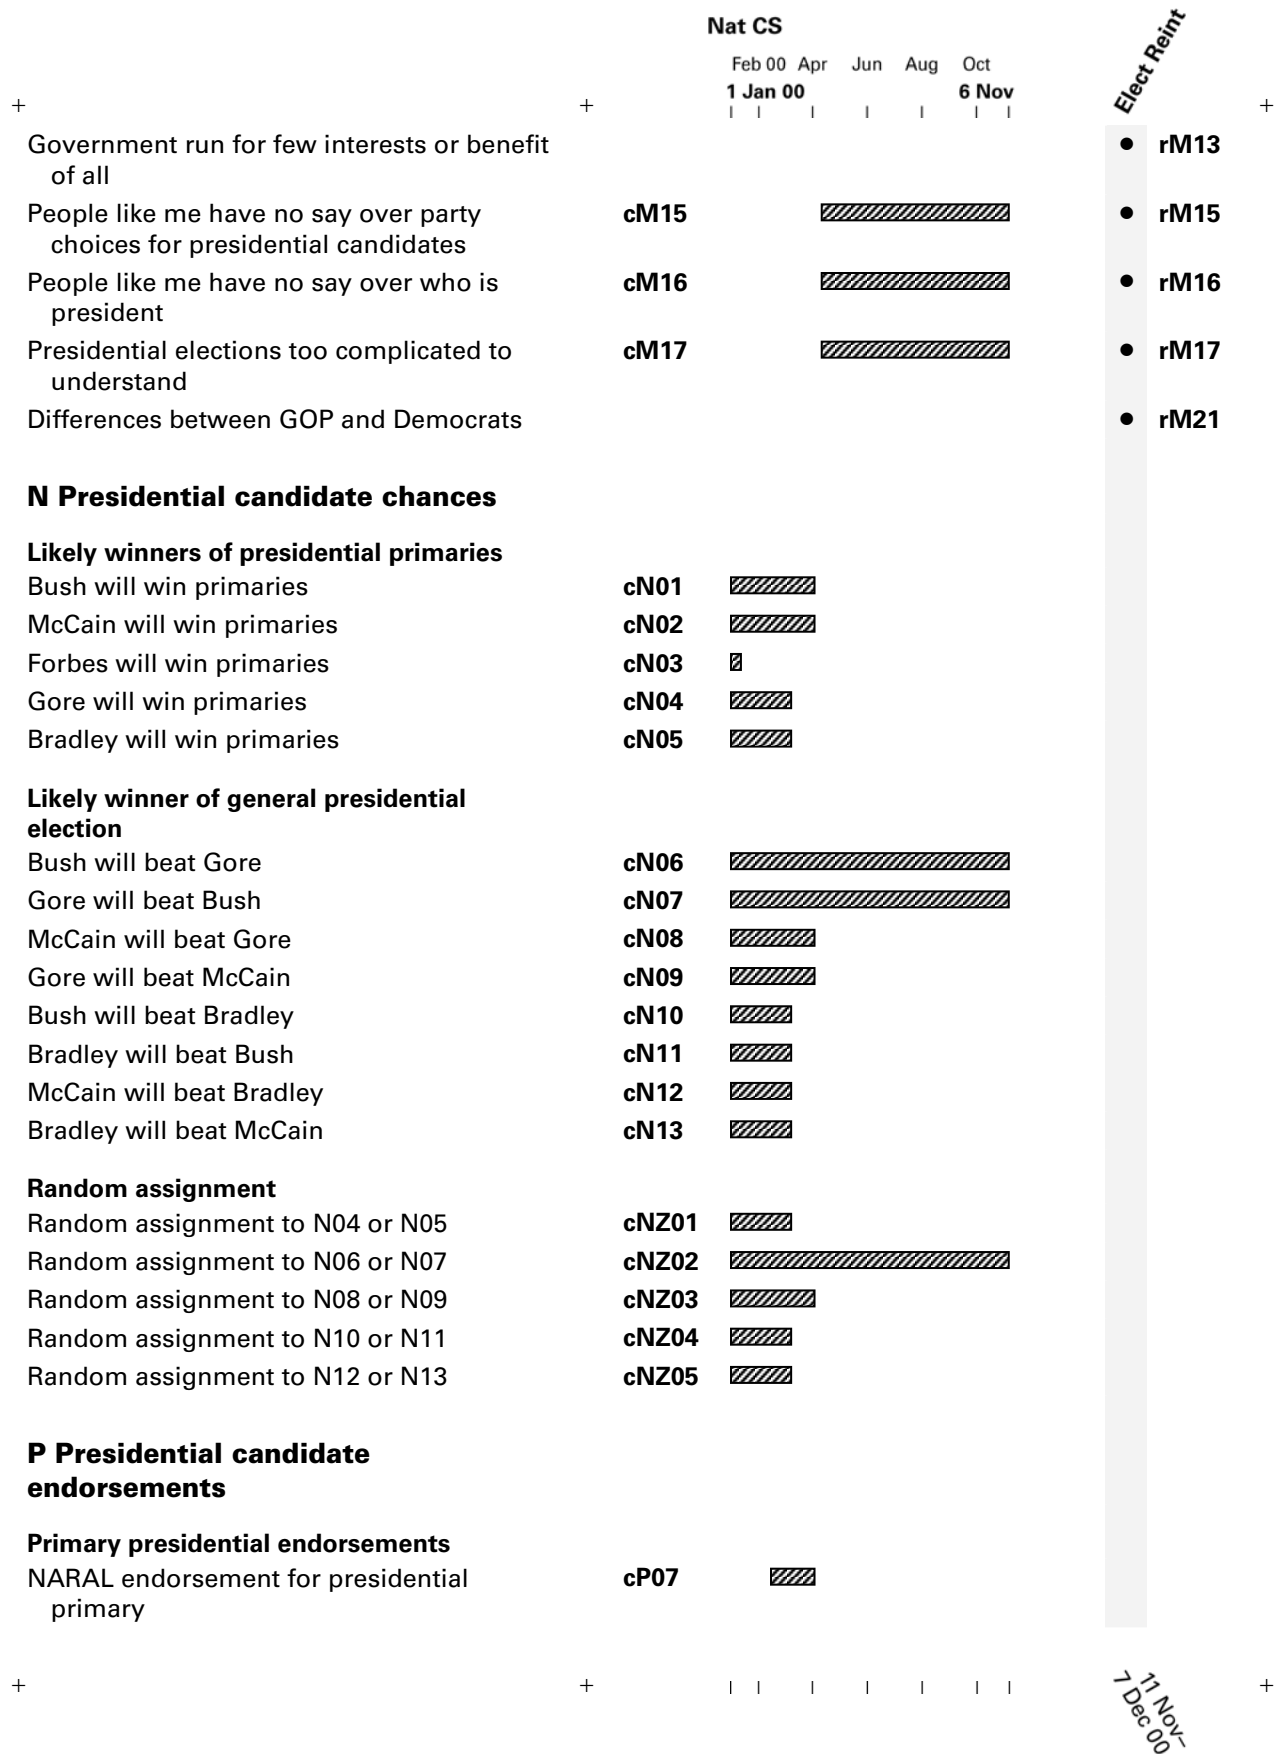 Nat CS
Feb 00 Apr Jun Aug Oct
1 Jan 00 6 Nov
Elect Reint
Government run for few interests or benefit
of all
rM13
People like me have no say over party cM15 rM15
choices for presidential candidates
People like me have no say over who is cM16 rM16
president
Presidential elections too complicated to cM17 rM17
understand
Differences between GOP and Democrats rM21
N Presidential candidate chances
Likely winners of presidential primaries
Bush will win primaries cN01
McCain will win primaries cN02
Forbes will win primaries cN03
Gore will win primaries cN04
Bradley will win primaries cN05
Likely winner of general presidential
election
Bush will beat Gore cN06
Gore will beat Bush cN07
McCain will beat Gore cN08
Gore will beat McCain cN09
Bush will beat Bradley cN10
Bradley will beat Bush cN11
McCain will beat Bradley cN12
Bradley will beat McCain cN13
Random assignment
Random assignment to N04 or N05 cNZ01
Random assignment to N06 or N07 cNZ02
Random assignment to N08 or N09 cNZ03
Random assignment to N10 or N11 cNZ04
Random assignment to N12 or N13 cNZ05
P Presidential candidate
endorsements
Primary presidential endorsements
NARAL endorsement for presidential cP07
primary
11 Nov–
7 Dec 00